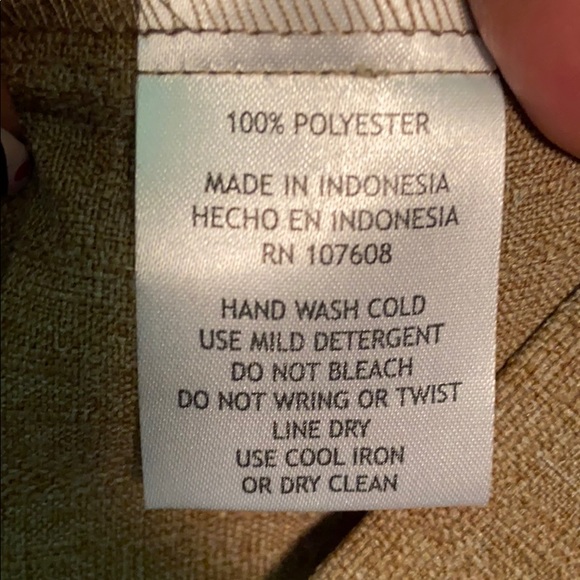 100% POLYESTER
MADE IN INDONESIA
HECHO EN INDONESIA
RN 107608
HAND WASH COLD
USE MILD DETERGENT
DO NOT BLEACH
DO NOT WRING OR TWIST
LINE DRY
USE COOL IRON
OR DRY CLEAN